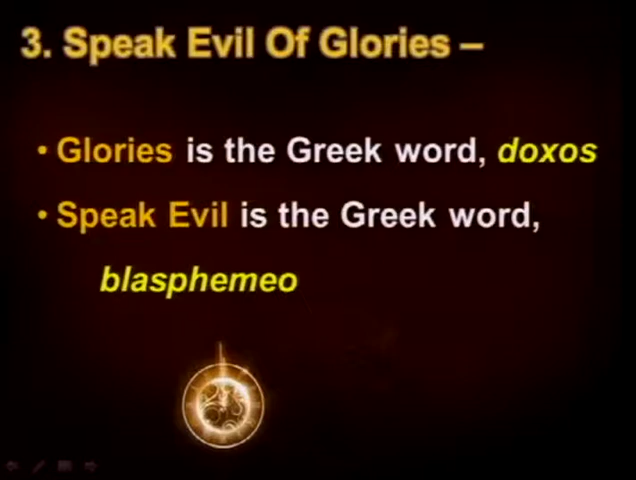 3. Speak Evil Of Glories –
• Glories is the Greek word, doxos
• Speak Evil is the Greek word,
blasphemeo